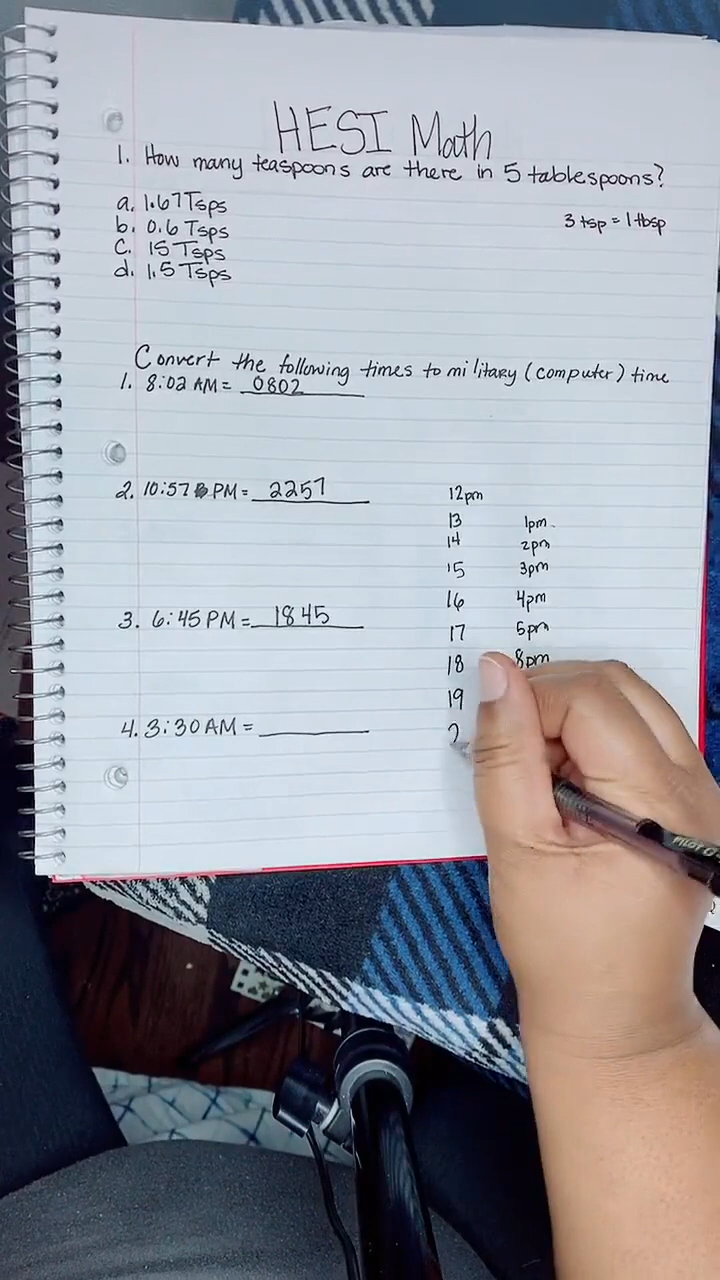 HESI Math
1. How many teaspoons are there in 5 tablespoons?
a. 1.67 Tsps
3 tsp = 1 tbsp
b. 0.6 Tsps
c. 15 Tsps
d. 1.5 Tsps
Convert the following times to military (computer) time
1. 8:02 AM = 0802
2. 10:57 PM = 2257
12pm
13 1pm
14 2pm
15 3pm
16 4pm
3. 6:45 PM = 1845
17 5pm
18 8pm
19
4. 3:30 AM =
2
PILOT